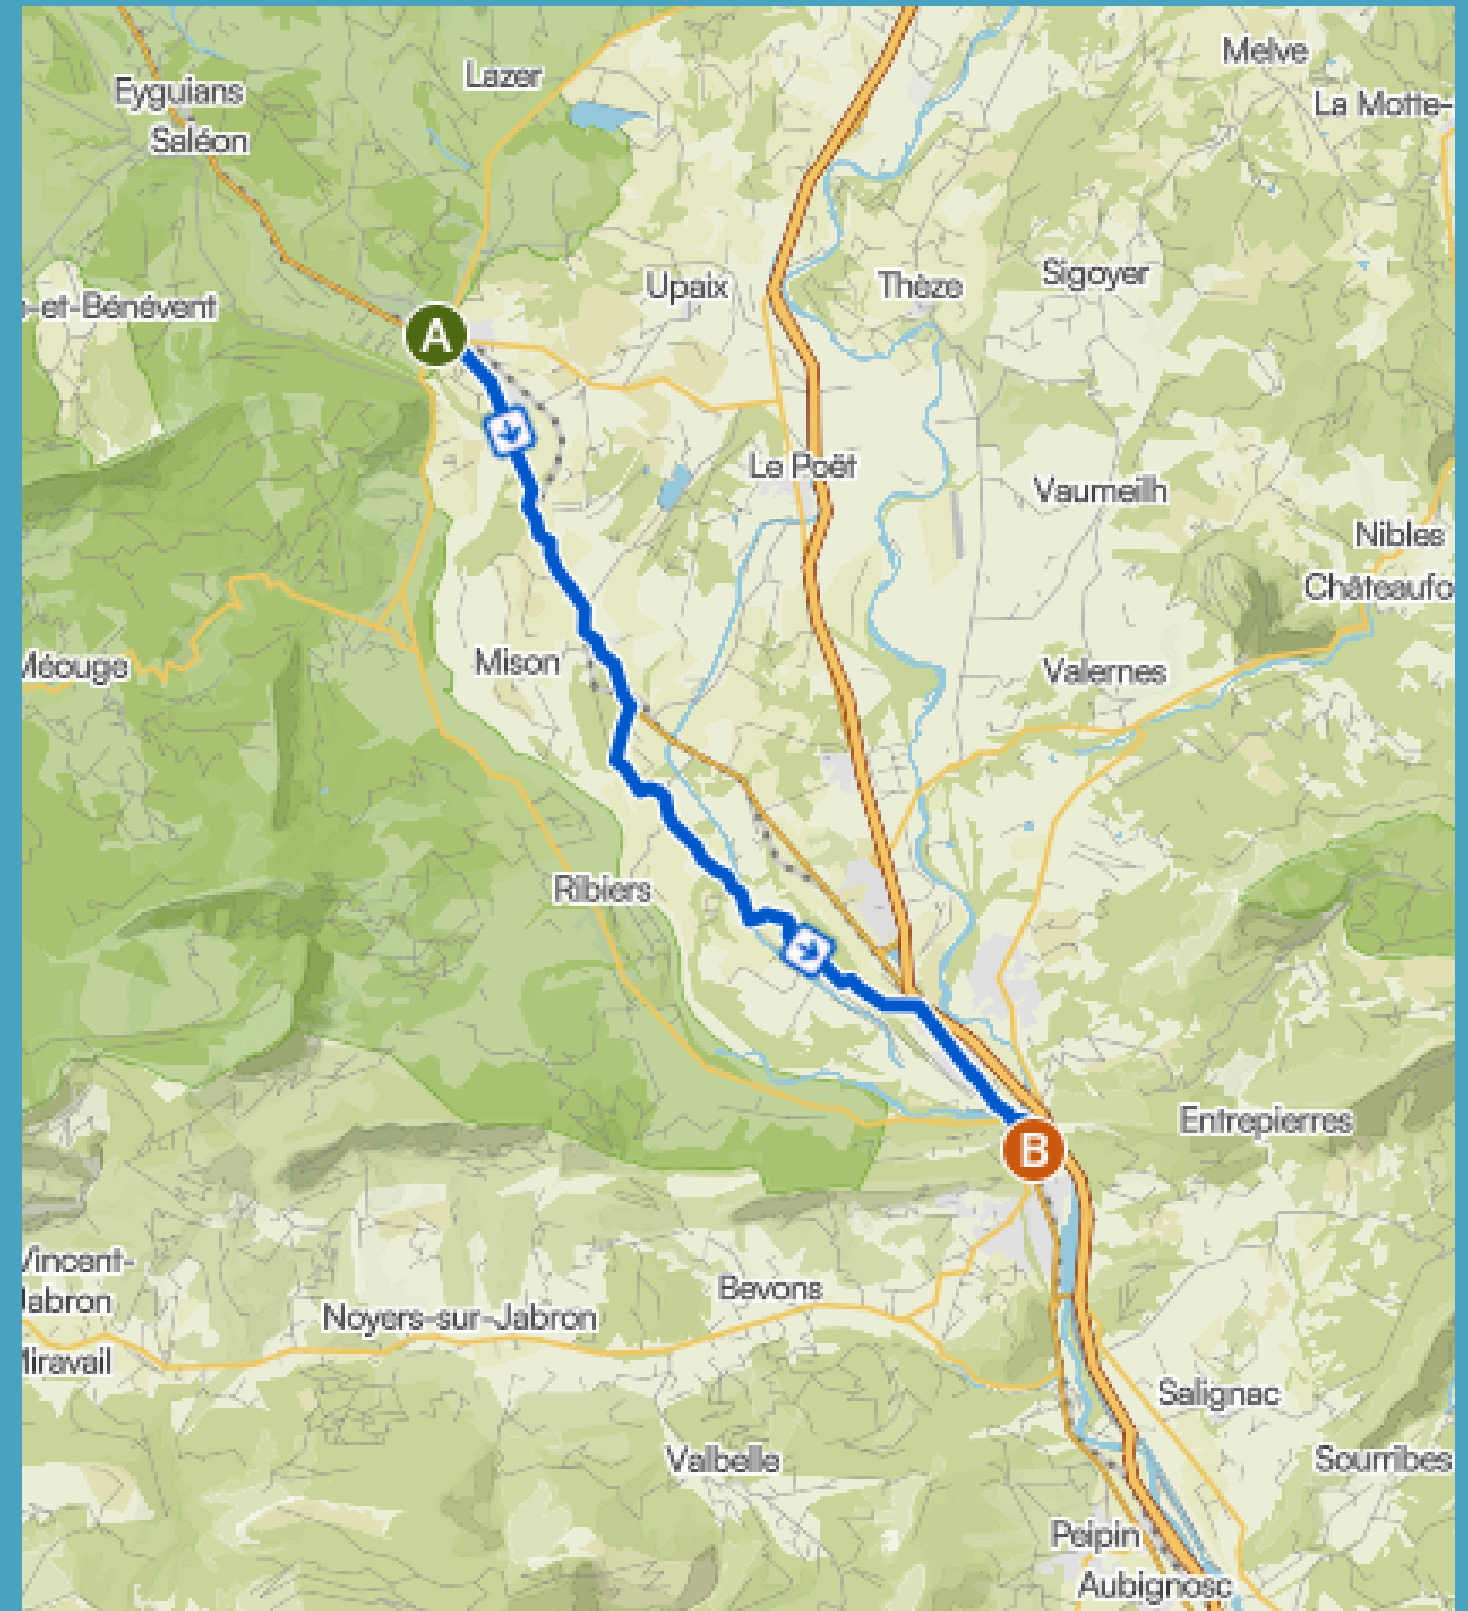 Melve
Lazer
Eyguians
La Motte-
Saléon
Sigoyer
Upaix
Thèze
-et-Bénévent
A
Le Poët
Vaumeilh
Nibles
Châteaufo
Mison
Méouge
Valernes
Ribiers
Entrepierres
B
Vincent-
Jabron
Bevons
Noyers-sur-Jabron
Miravail
Salignac
Valbelle
Sourribes
Peipin
Aubignosc